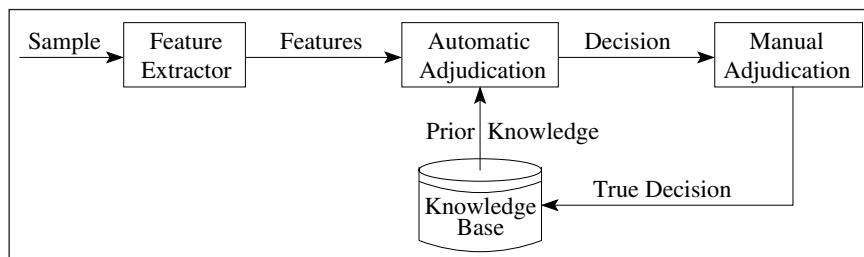 Sample
Feature
Extractor
Features
Automatic
Adjudication
Decision
Manual
Adjudication
Prior Knowledge
True Decision
Knowledge
Base